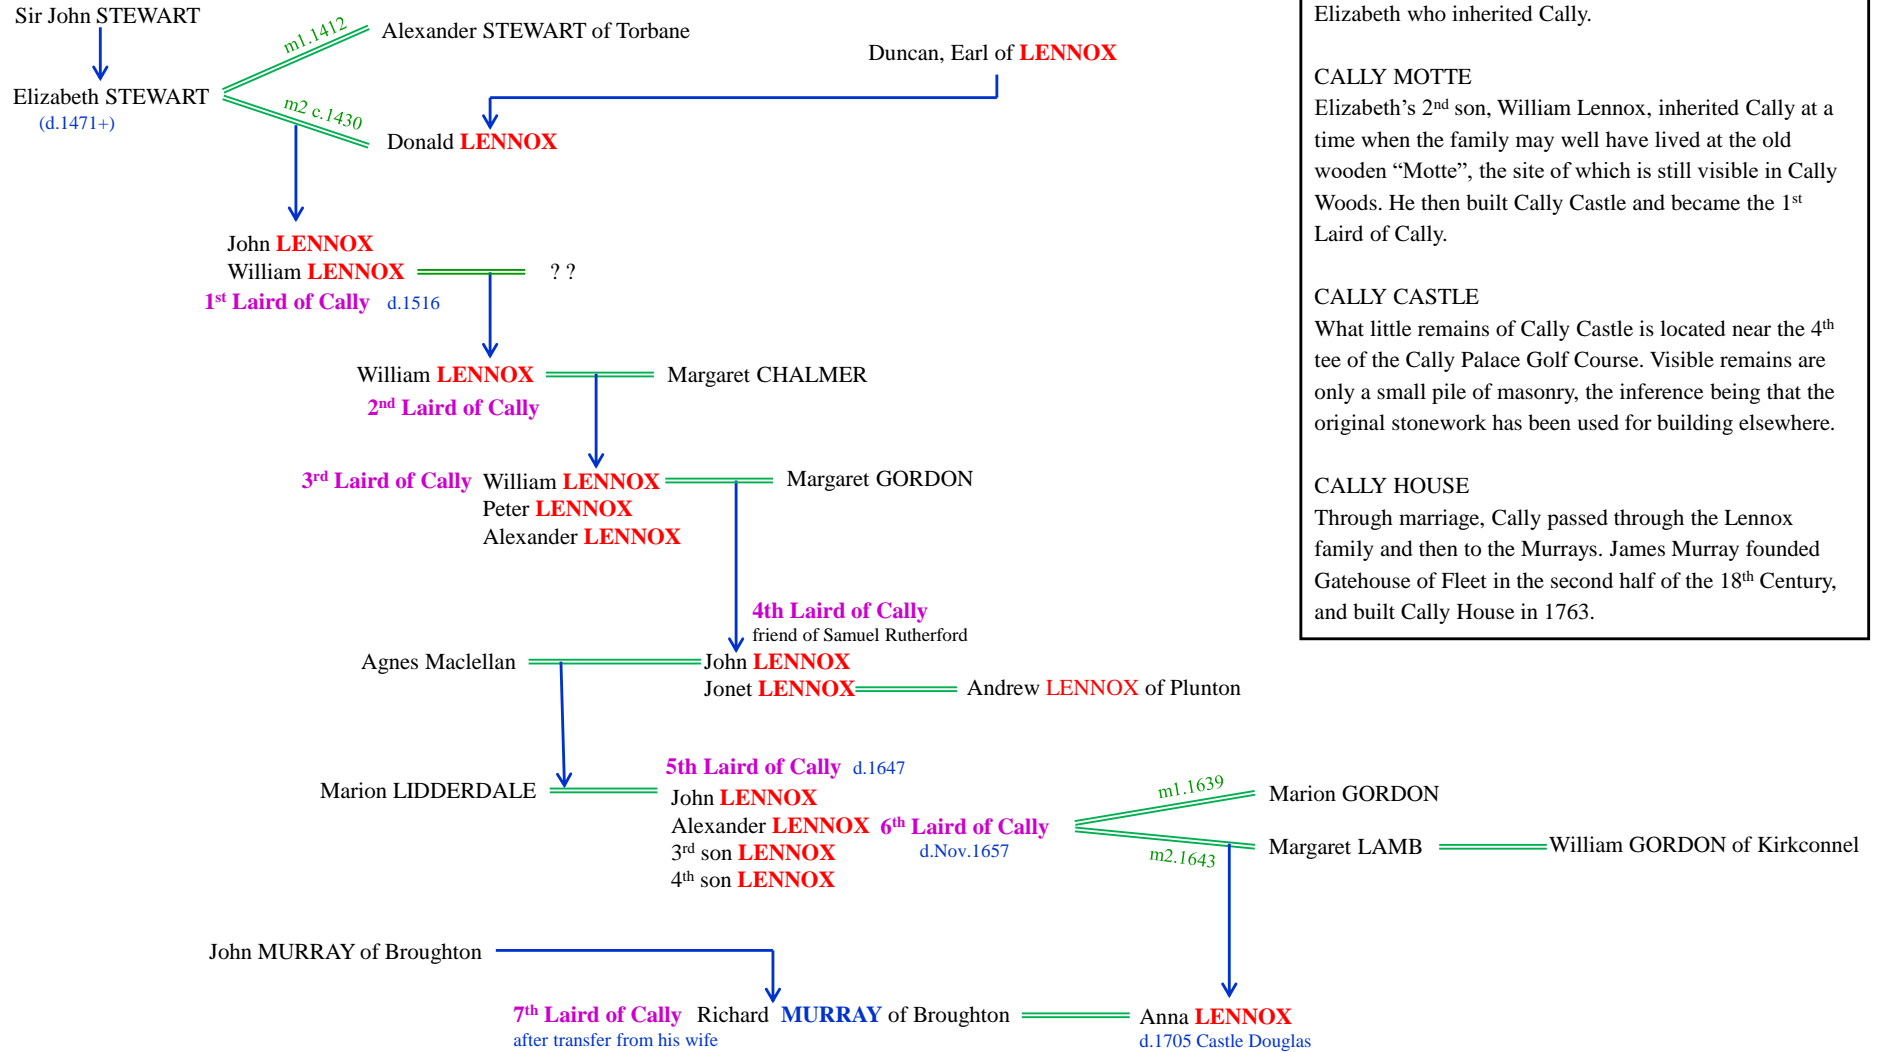 Sir John STEWART
m1.1412
Alexander STEWART of Torbane
Duncan, Earl of LENNOX
Elizabeth STEWART
(d.1471+)
m2 c.1430
Donald LENNOX
John LENNOX
William LENNOX
? ?
1st Laird of Cally d.1516
William LENNOX
Margaret CHALMER
2nd Laird of Cally
3rd Laird of Cally William LENNOX
Margaret GORDON
Peter LENNOX
Alexander LENNOX
4th Laird of Cally
friend of Samuel Rutherford
Agnes Maclellan
John LENNOX
Jonet LENNOX
Andrew LENNOX of Plunton
5th Laird of Cally d.1647
Marion LIDDERDALE
John LENNOX
Alexander LENNOX 6th Laird of Cally
d.Nov.1657
3rd son LENNOX
4th son LENNOX
m1.1639
Marion GORDON
m2.1643
Margaret LAMB
William GORDON of Kirkconnel
John MURRAY of Broughton
7th Laird of Cally Richard MURRAY of Broughton
after transfer from his wife
Anna LENNOX
d.1705 Castle Douglas
Elizabeth who inherited Cally.
CALLY MOTTE
Elizabeth’s 2nd son, William Lennox, inherited Cally at a
time when the family may well have lived at the old
wooden “Motte”, the site of which is still visible in Cally
Woods. He then built Cally Castle and became the 1st
Laird of Cally.
CALLY CASTLE
What little remains of Cally Castle is located near the 4th
tee of the Cally Palace Golf Course. Visible remains are
only a small pile of masonry, the inference being that the
original stonework has been used for building elsewhere.
CALLY HOUSE
Through marriage, Cally passed through the Lennox
family and then to the Murrays. James Murray founded
Gatehouse of Fleet in the second half of the 18th Century,
and built Cally House in 1763.